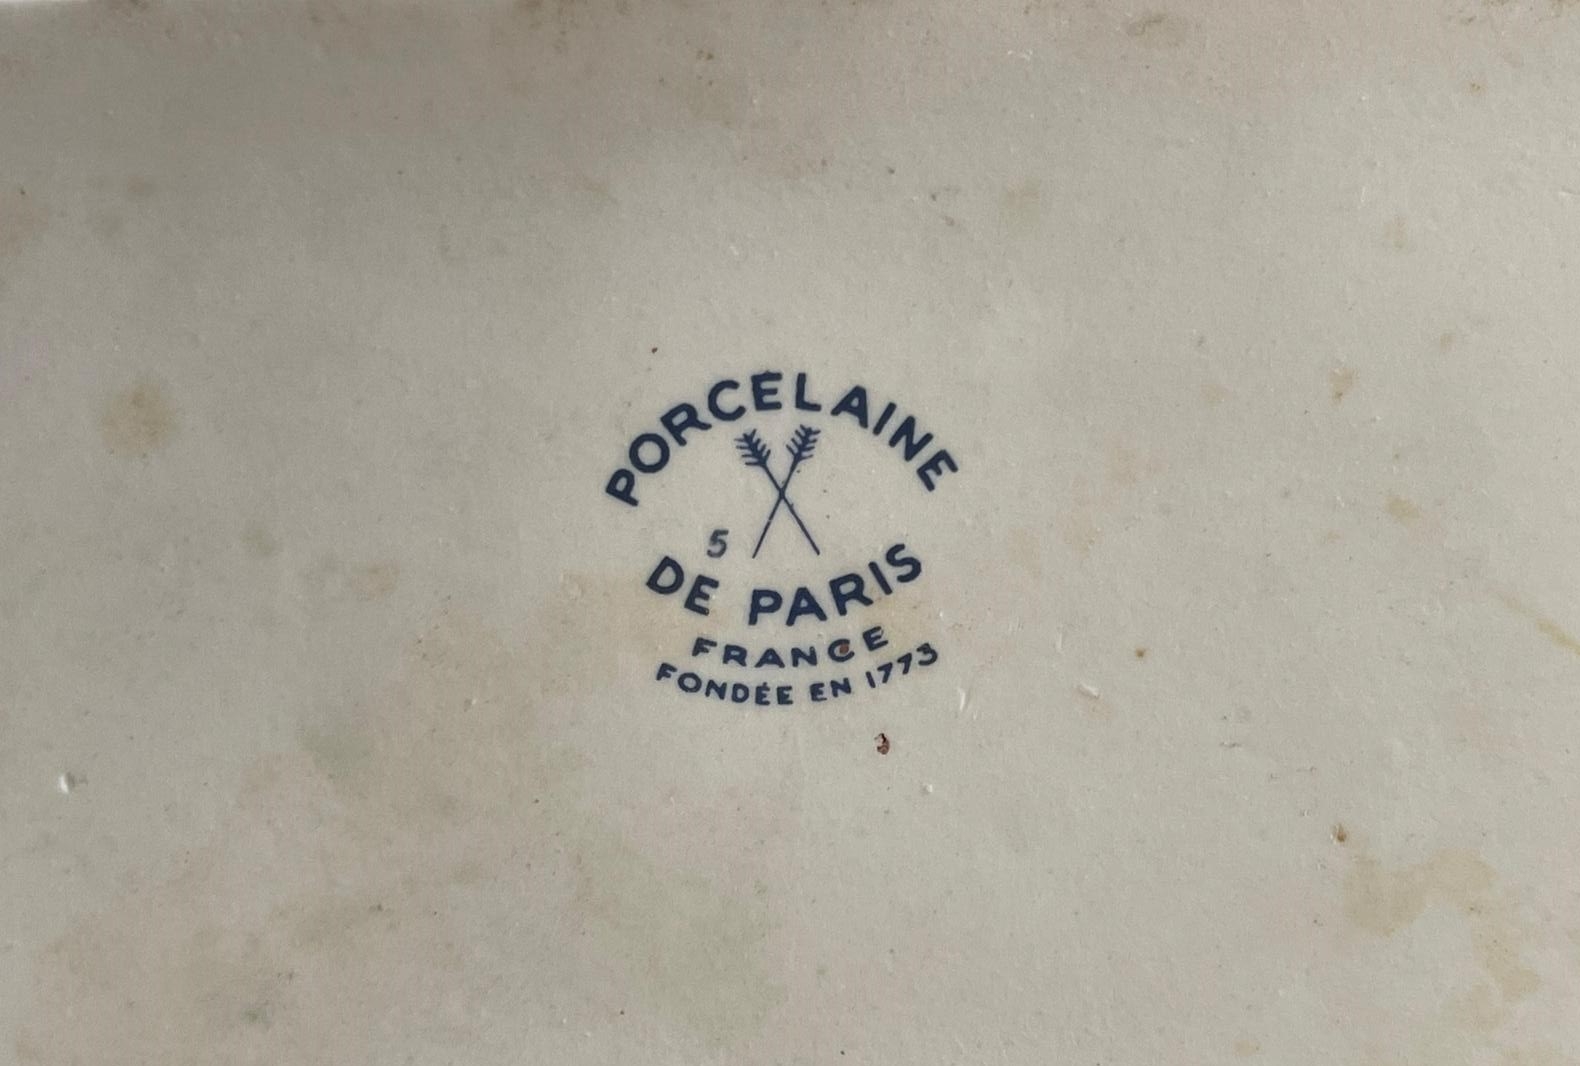 PORCELAINE
5
DE PARIS
FRANCE
FONDÉE EN 1773